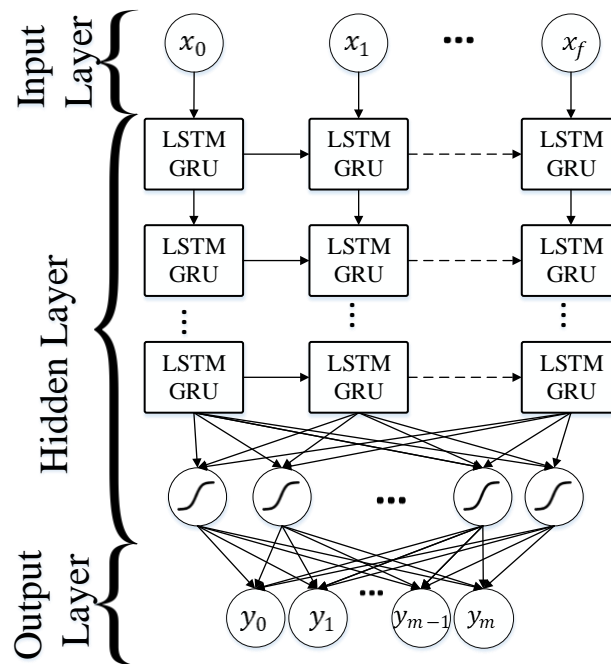 Input Layer
x₀ x₁ ... x_f
Hidden Layer
LSTM GRU LSTM GRU LSTM GRU
LSTM GRU LSTM GRU LSTM GRU
LSTM GRU LSTM GRU LSTM GRU
Output Layer
y₀ y₁ ... yₘ₋₁ yₘ